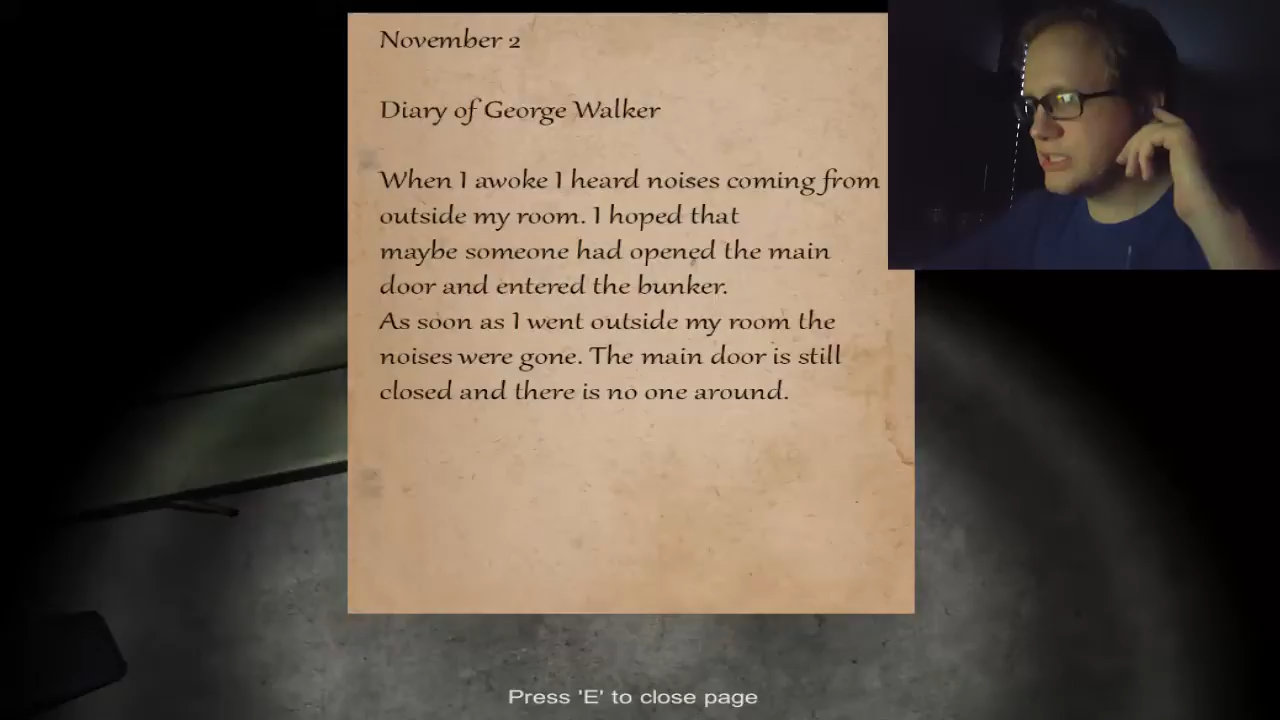 November 2
Diary of George Walker
When I awoke I heard noises coming from
outside my room. I hoped that
maybe someone had opened the main
door and entered the bunker.
As soon as I went outside my room the
noises were gone. The main door is still
closed and there is no one around.
Press 'E' to close page